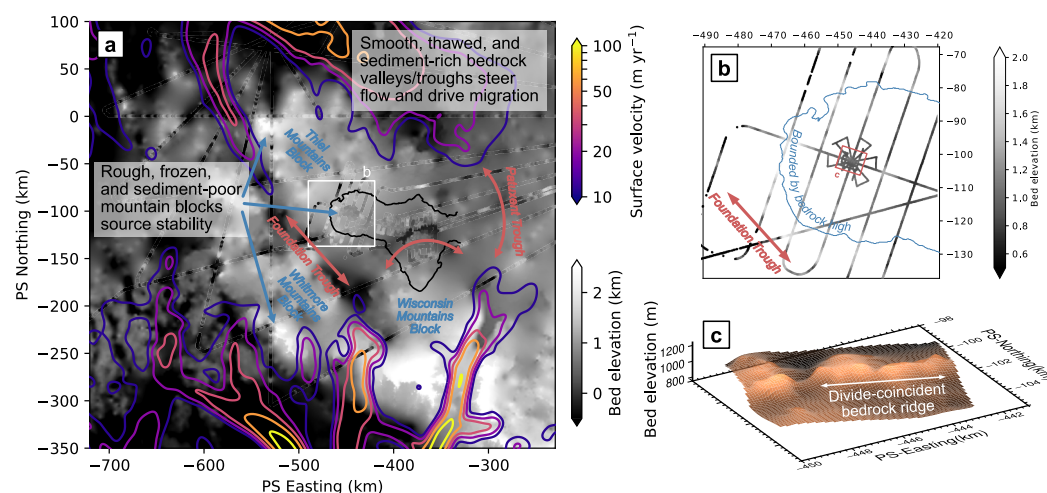 a
Smooth, thawed, and
sediment-rich bedrock
valleys/troughs steer
flow and drive migration
Rough, frozen,
and sediment-poor
mountain blocks
source stability
Thiel
Mountains
Block
b
Foundation Trough
Patuxent Trough
Whitmore
Mountains
Block
Wisconsin
Mountains
Block
100
50
0
−50
−100
−150
−200
−250
−300
−350
PS Northing (km)
−700
−600
−500
−400
−300
PS Easting (km)
100
50
20
10
Surface velocity (m yr⁻¹)
2
1
0
Bed elevation (km)
b
−490
−480
−470
−460
−450
−440
−430
−420
−70
−80
−90
−100
−110
−120
−130
Bounded by bedrock high
c
Foundation
Trough
2.0
1.8
1.6
1.4
1.2
1.0
0.8
0.6
Bed elevation (km)
c
1200
1000
800
Bed elevation (m)
Divide-coincident
bedrock ridge
−450
−448
−446
−444
−442
PS-Easting(km)
−98
−100
−102
−104
PS-Northing(km)